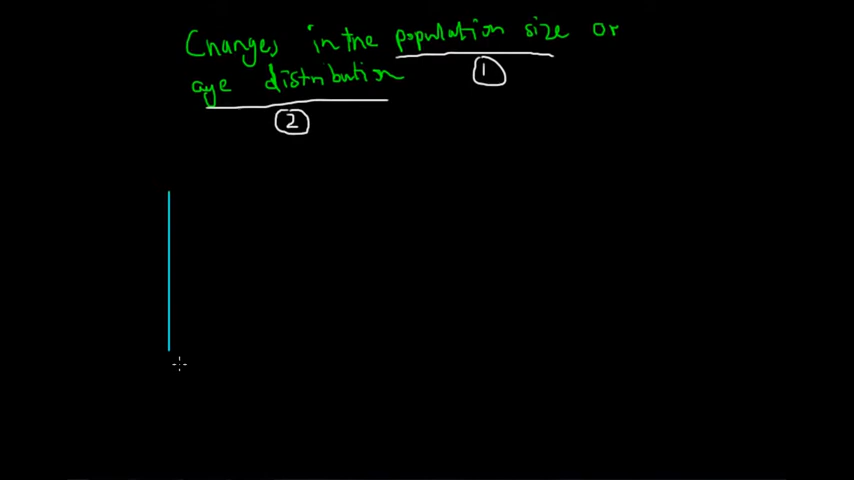 Changes in the population size or
①
age distribution
②